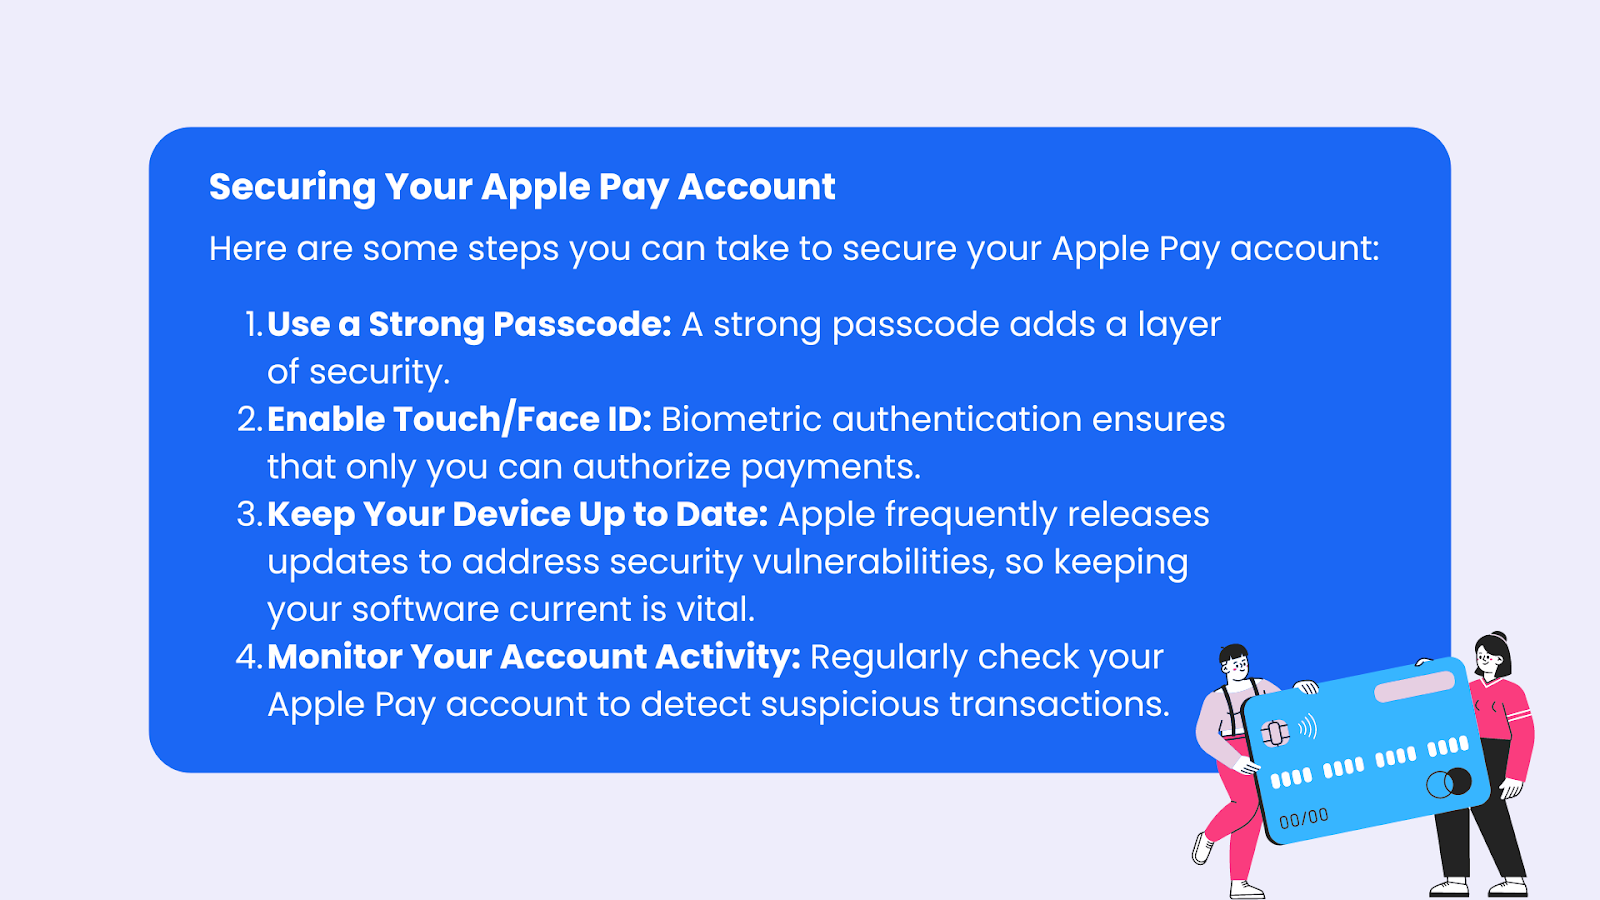 Securing Your Apple Pay Account
Here are some steps you can take to secure your Apple Pay account:
1. Use a Strong Passcode: A strong passcode adds a layer
of security.
2. Enable Touch/Face ID: Biometric authentication ensures
that only you can authorize payments.
3. Keep Your Device Up to Date: Apple frequently releases
updates to address security vulnerabilities, so keeping
your software current is vital.
4. Monitor Your Account Activity: Regularly check your
Apple Pay account to detect suspicious transactions.
00/00